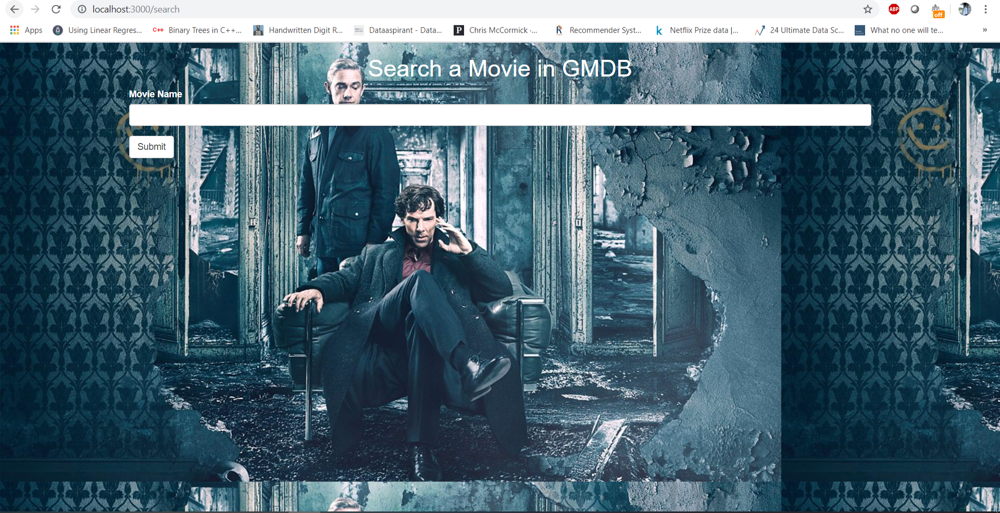 localhost:3000/search
ABP
off
Apps
Using Linear Regres...
C++ Binary Trees in C++...
Handwritten Digit R...
Dataaspirant - Data...
P Chris McCormick ·...
R Recommender Syst...
k Netflix Prize data |...
24 Ultimate Data Sc...
What no one will te...
»
Search a Movie in GMDB
Movie Name
Submit